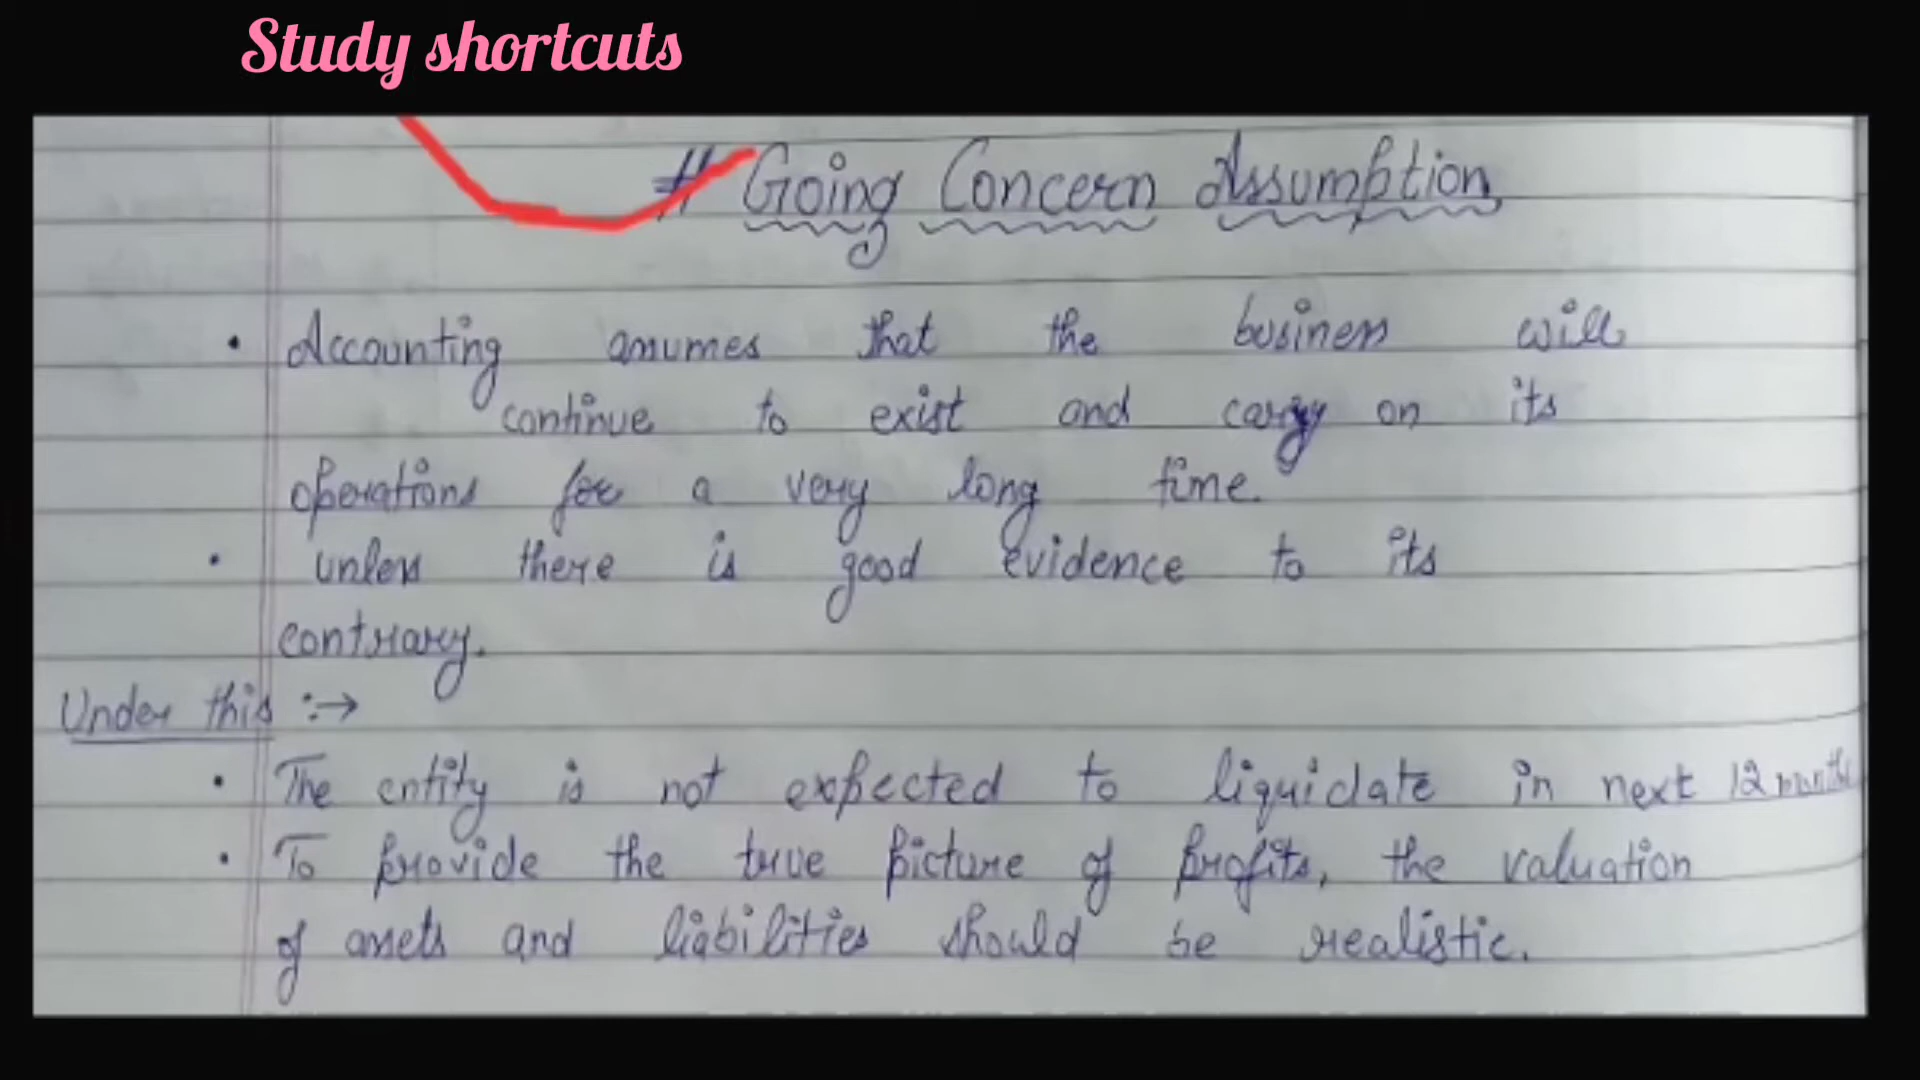 Study shortcuts
# Going Concern Assumption
• Accounting assumes that the business will
continue to exist and carry on its
operations for a very long time.
• unless there is good evidence to its
contrary.
Under this :→
• The entity is not expected to liquidate in next 12 months
• To provide the true picture of profits, the valuation
of assets and liabilities should be realistic.